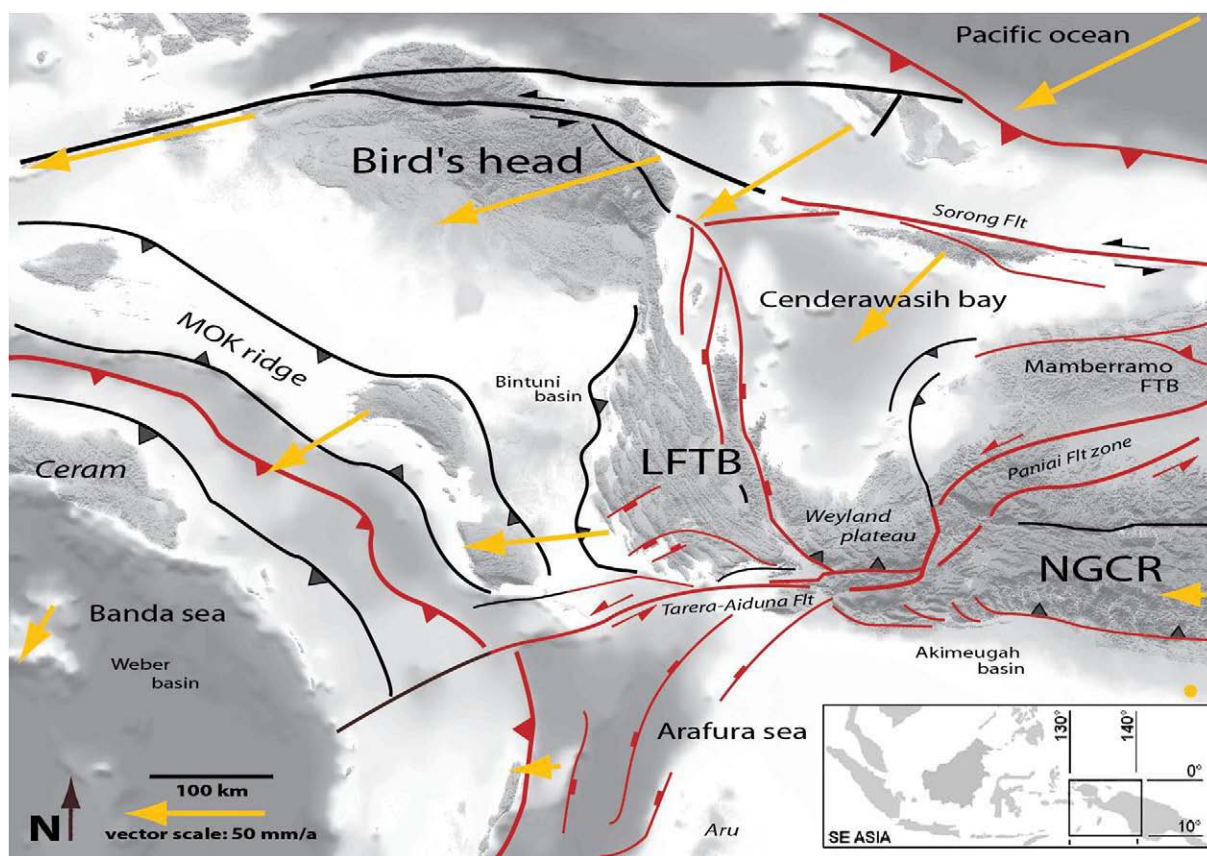 Pacific ocean
Bird's head
Sorong Flt
Cenderawasih bay
MOK ridge
Bintuni
basin
Mamberramo
FTB
Ceram
LFTB
Paniai Flt zone
Weyland
plateau
NGCR
Banda sea
Tarera-Aiduna Flt
Weber
basin
Akimeugah
basin
Arafura sea
130°
140°
0°
10°
SE ASIA
100 km
N
vector scale: 50 mm/a
Aru